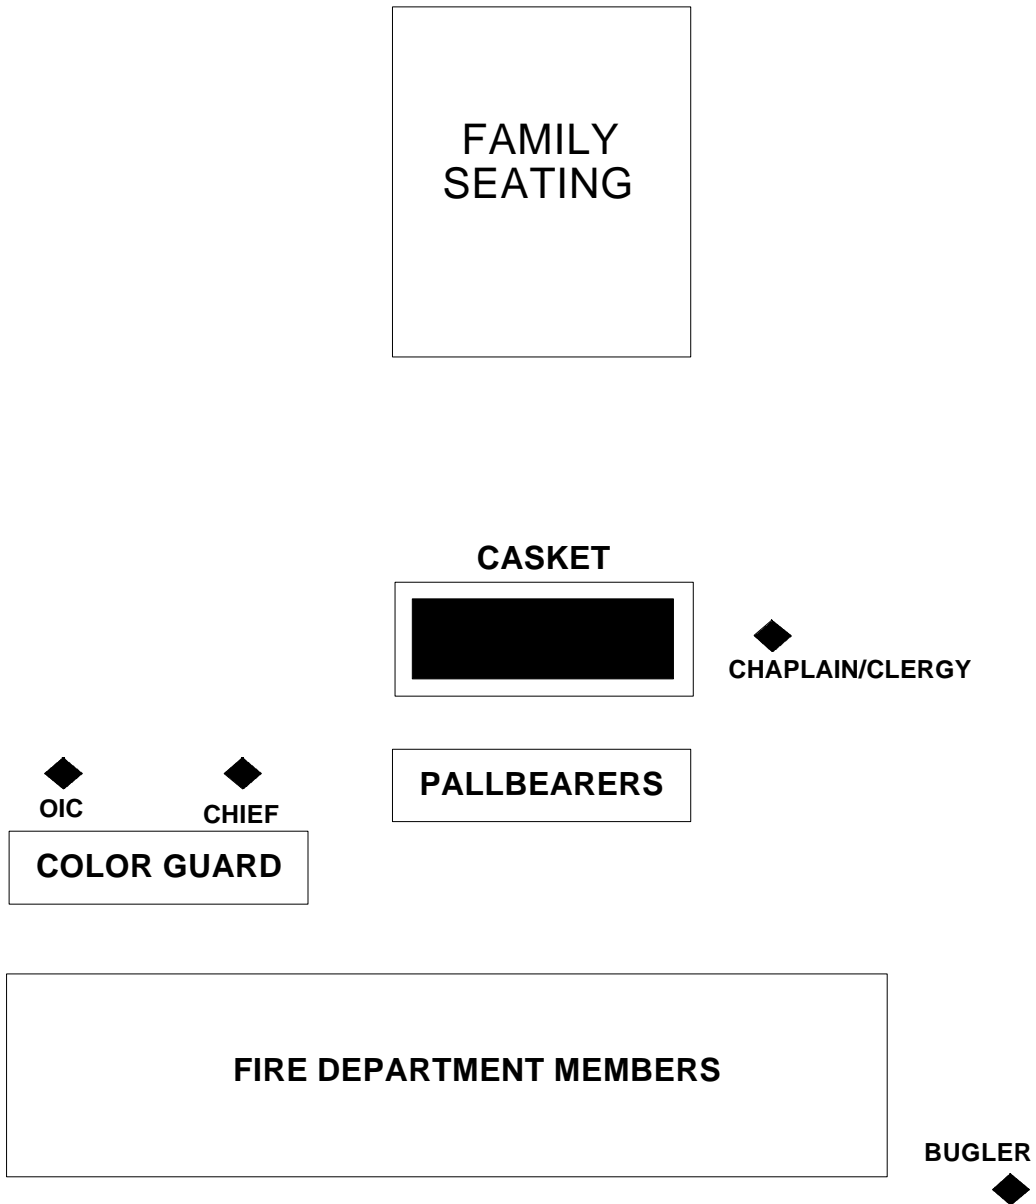 FAMILY
SEATING
CASKET
CHAPLAIN/CLERGY
PALLBEARERS
OIC
CHIEF
COLOR GUARD
FIRE DEPARTMENT MEMBERS
BUGLER